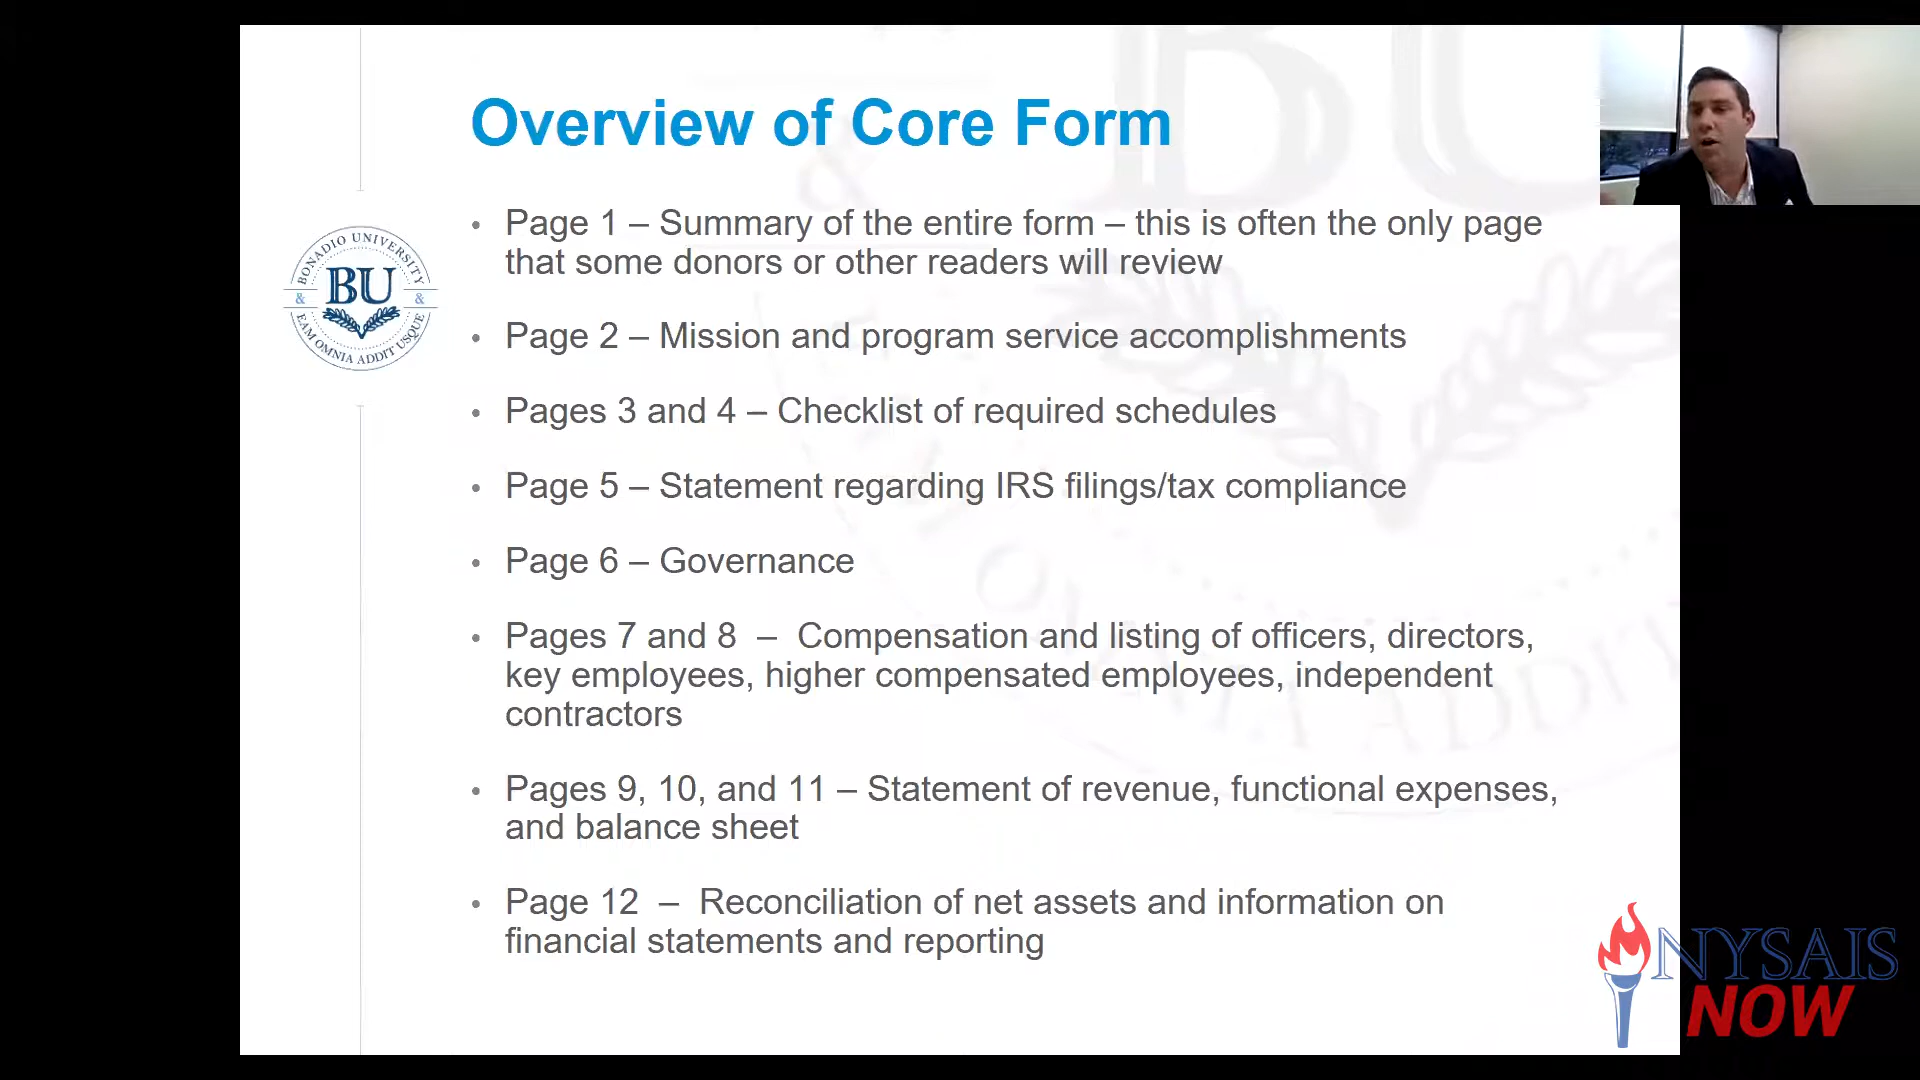 Overview of Core Form
• Page 1 – Summary of the entire form – this is often the only page
that some donors or other readers will review
• Page 2 – Mission and program service accomplishments
• Pages 3 and 4 – Checklist of required schedules
• Page 5 – Statement regarding IRS filings/tax compliance
• Page 6 – Governance
• Pages 7 and 8 – Compensation and listing of officers, directors,
key employees, higher compensated employees, independent
contractors
• Pages 9, 10, and 11 – Statement of revenue, functional expenses,
and balance sheet
• Page 12 – Reconciliation of net assets and information on
financial statements and reporting
BONADIO UNIVERSITY
& BU &
EAM OMNIA ADDIT USQUE
NYSAIS
NOW